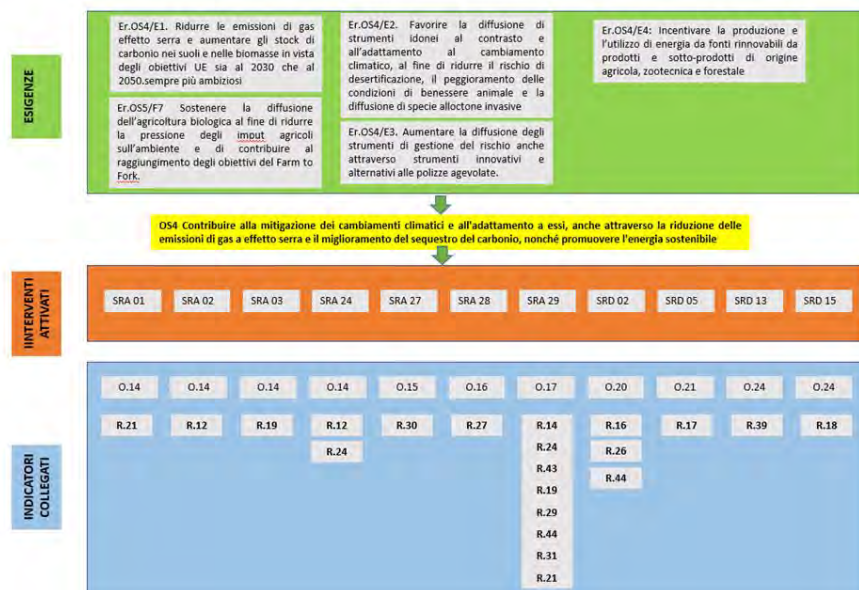 ESIGENZE
Er.OS4/E1. Ridurre le emissioni di gas
effetto serra e aumentare gli stock di
carbonio nei suoli e nelle biomasse in vista
degli obiettivi UE sia al 2030 che al
2050.sempre più ambiziosi
Er.OS5/F7 Sostenere la diffusione
dell'agricoltura biologica al fine di ridurre
la pressione degli imput agricoli
sull'ambiente e di contribuire al
raggiungimento degli obiettivi del Farm to
Fork.
Er.OS4/E2. Favorire la diffusione di
strumenti idonei al contrasto e
all'adattamento al cambiamento
climatico, al fine di ridurre il rischio di
desertificazione, il peggioramento delle
condizioni di benessere animale e la
diffusione di specie alloctone invasive
Er.OS4/E3. Aumentare la diffusione degli
strumenti di gestione del rischio anche
attraverso strumenti innovativi e
alternativi alle polizze agevolate.
Er.OS4/E4: Incentivare la produzione e
l'utilizzo di energia da fonti rinnovabili da
prodotti e sotto-prodotti di origine
agricola, zootecnica e forestale
OS4 Contribuire alla mitigazione dei cambiamenti climatici e all'adattamento a essi, anche attraverso la riduzione delle
emissioni di gas a effetto serra e il miglioramento del sequestro del carbonio, nonché promuovere l'energia sostenibile
IINTERVENTI
ATTIVATI
SRA 01 SRA 02 SRA 03 SRA 24 SRA 27 SRA 28 SRA 29 SRD 02 SRD 05 SRD 13 SRD 15
INDICATORI
COLLEGATI
O.14 O.14 O.14 O.14 O.15 O.16 O.17 O.20 O.21 O.24 O.24
R.21 R.12 R.19 R.12 R.30 R.27 R.14 R.16 R.17 R.39 R.18
R.24 R.24 R.26
R.43 R.44
R.19
R.29
R.44
R.31
R.21